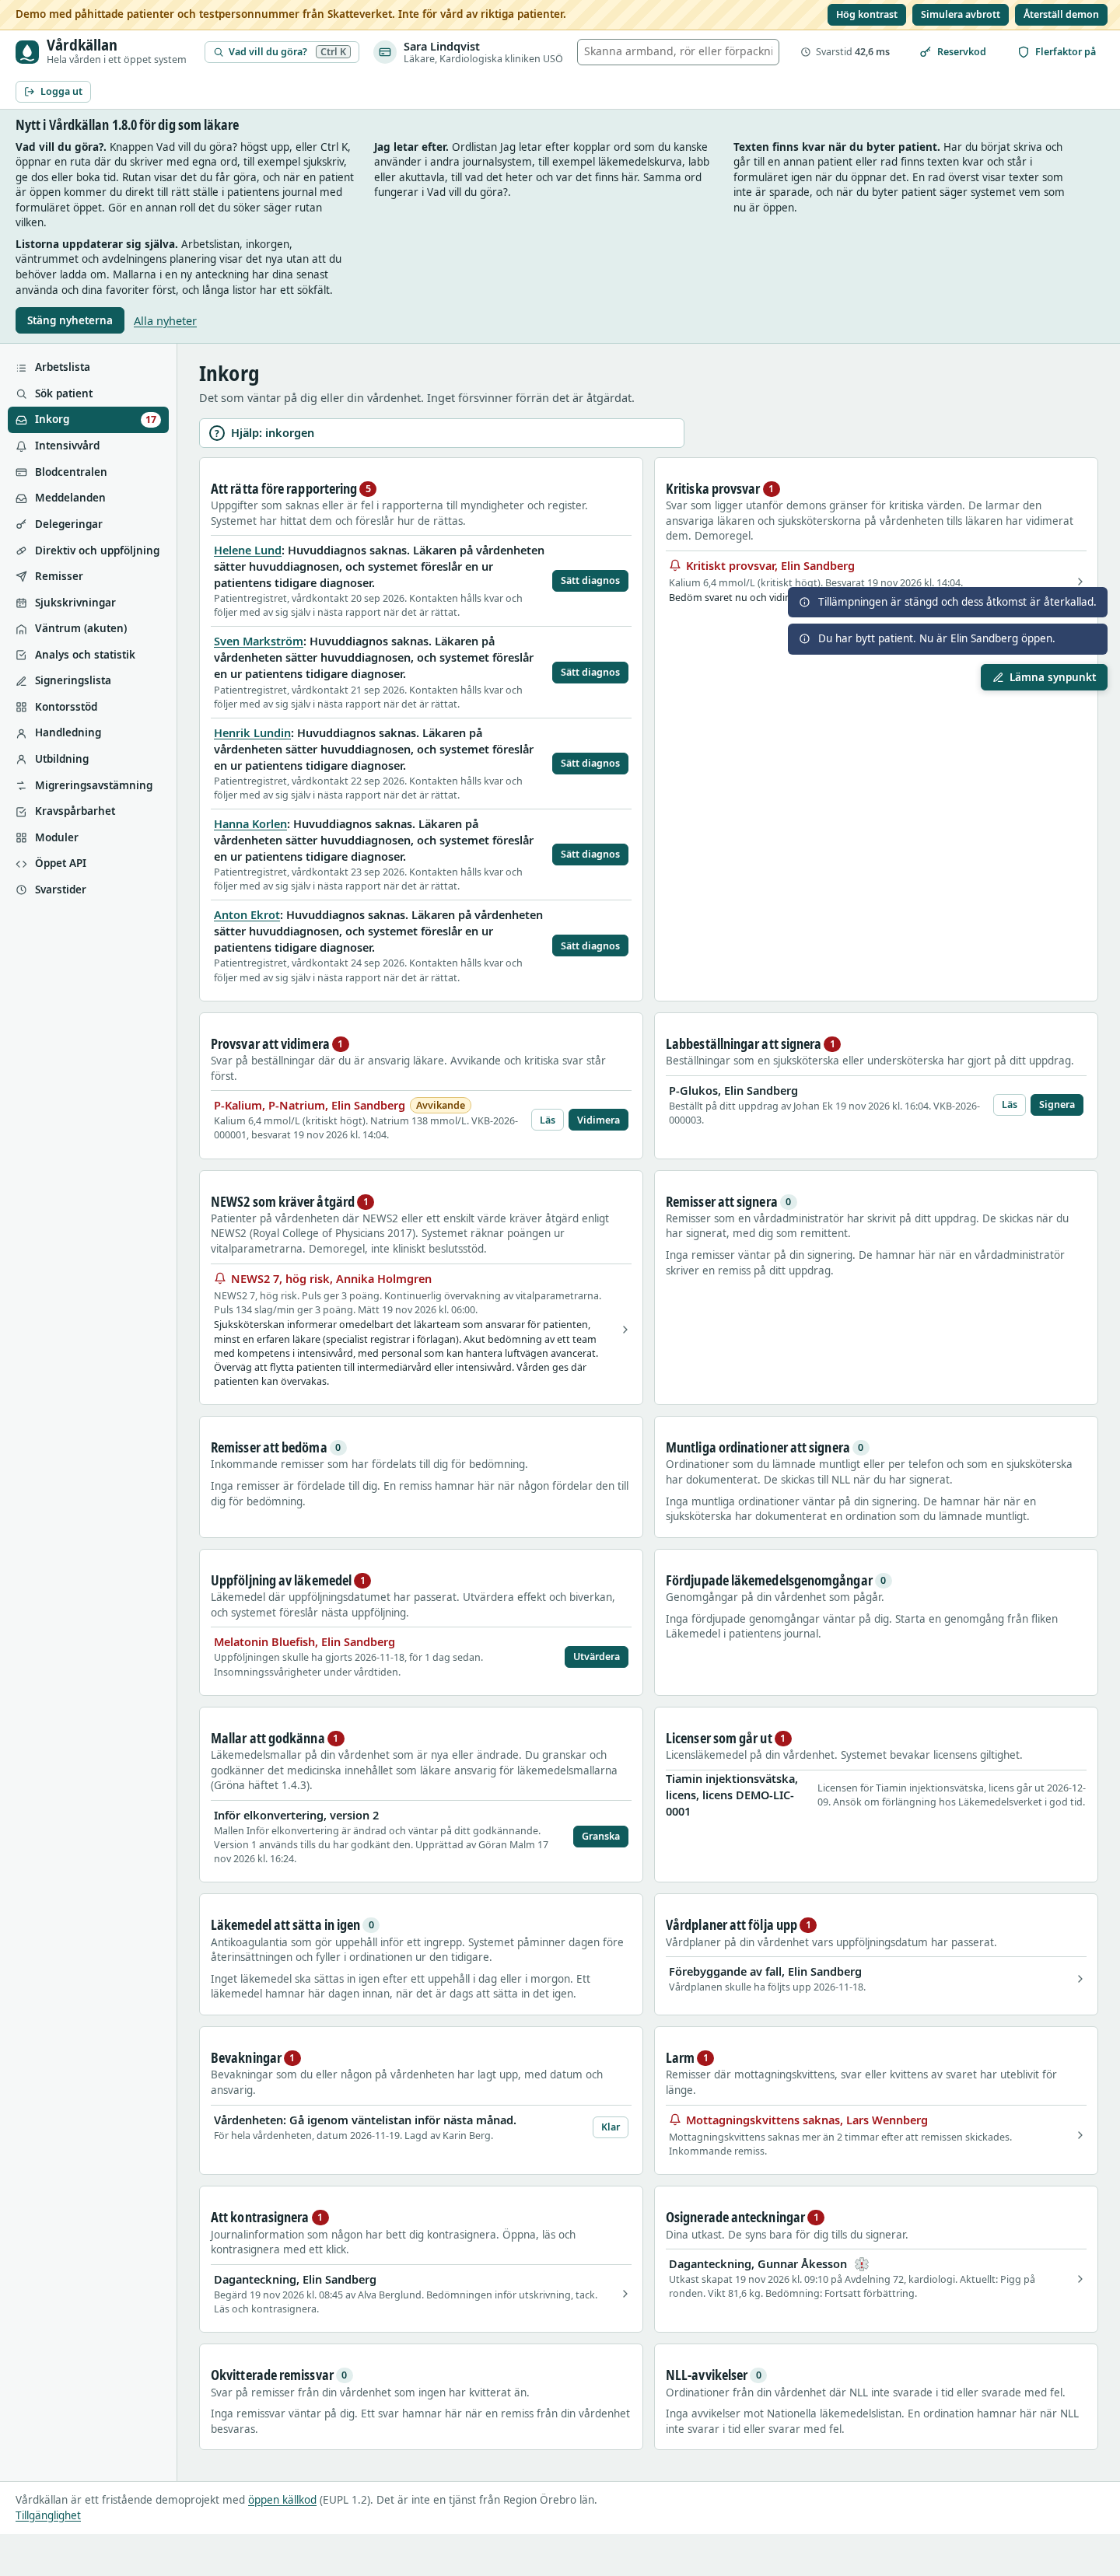 Demo med påhittade patienter och testpersonnummer från Skatteverket. Inte för vård av riktiga patienter.
Hög kontrast
Simulera avbrott
Återställ demon
Vårdkällan
Hela vården i ett öppet system
Vad vill du göra? Ctrl K
Sara Lindqvist
Läkare, Kardiologiska kliniken USÖ
Skanna armband, rör eller förpackni
Svarstid 42,6 ms
Reservkod
Flerfaktor på
Logga ut
Nytt i Vårdkällan 1.8.0 för dig som läkare
Vad vill du göra?. Knappen Vad vill du göra? högst upp, eller Ctrl K,
öppnar en ruta där du skriver med egna ord, till exempel sjukskriv,
ge dos eller boka tid. Rutan visar det du får göra, och när en patient
är öppen kommer du direkt till rätt ställe i patientens journal med
formuläret öppet. Gör en annan roll det du söker säger rutan
vilken.
Jag letar efter. Ordlistan Jag letar efter kopplar ord som du kanske
använder i andra journalsystem, till exempel läkemedelskurva, labb
eller akuttavla, till vad det heter och var det finns här. Samma ord
fungerar i Vad vill du göra?.
Texten finns kvar när du byter patient. Har du börjat skriva och
går till en annan patient eller rad finns texten kvar och står i
formuläret igen när du öppnar det. En rad överst visar texter som
inte är sparade, och när du byter patient säger systemet vem som
nu är öppen.
Listorna uppdaterar sig själva. Arbetslistan, inkorgen,
väntrummet och avdelningens planering visar det nya utan att du
behöver ladda om. Mallarna i en ny anteckning har dina senast
använda och dina favoriter först, och långa listor har ett sökfält.
Stäng nyheterna
Alla nyheter
Arbetslista
Sök patient
Inkorg 17
Intensivvård
Blodcentralen
Meddelanden
Delegeringar
Direktiv och uppföljning
Remisser
Sjukskrivningar
Väntrum (akuten)
Analys och statistik
Signeringslista
Kontorsstöd
Handledning
Utbildning
Migreringsavstämning
Kravspårbarhet
Moduler
Öppet API
Svarstider
Inkorg
Det som väntar på dig eller din vårdenhet. Inget försvinner förrän det är åtgärdat.
? Hjälp: inkorgen
Att rätta före rapportering 5
Uppgifter som saknas eller är fel i rapporterna till myndigheter och register.
Systemet har hittat dem och föreslår hur de rättas.
Helene Lund: Huvuddiagnos saknas. Läkaren på vårdenheten
sätter huvuddiagnosen, och systemet föreslår en ur
patientens tidigare diagnoser.
Patientregistret, vårdkontakt 20 sep 2026. Kontakten hålls kvar och
följer med av sig själv i nästa rapport när det är rättat.
Sätt diagnos
Sven Markström: Huvuddiagnos saknas. Läkaren på
vårdenheten sätter huvuddiagnosen, och systemet föreslår
en ur patientens tidigare diagnoser.
Patientregistret, vårdkontakt 21 sep 2026. Kontakten hålls kvar och
följer med av sig själv i nästa rapport när det är rättat.
Sätt diagnos
Henrik Lundin: Huvuddiagnos saknas. Läkaren på
vårdenheten sätter huvuddiagnosen, och systemet föreslår
en ur patientens tidigare diagnoser.
Patientregistret, vårdkontakt 22 sep 2026. Kontakten hålls kvar och
följer med av sig själv i nästa rapport när det är rättat.
Sätt diagnos
Hanna Korlen: Huvuddiagnos saknas. Läkaren på
vårdenheten sätter huvuddiagnosen, och systemet föreslår
en ur patientens tidigare diagnoser.
Patientregistret, vårdkontakt 23 sep 2026. Kontakten hålls kvar och
följer med av sig själv i nästa rapport när det är rättat.
Sätt diagnos
Anton Ekrot: Huvuddiagnos saknas. Läkaren på vårdenheten
sätter huvuddiagnosen, och systemet föreslår en ur
patientens tidigare diagnoser.
Patientregistret, vårdkontakt 24 sep 2026. Kontakten hålls kvar och
följer med av sig själv i nästa rapport när det är rättat.
Sätt diagnos
Kritiska provsvar 1
Svar som ligger utanför demons gränser för kritiska värden. De larmar den
ansvariga läkaren och sjuksköterskorna på vårdenheten tills läkaren har vidimerat
dem. Demoregel.
Kritiskt provsvar, Elin Sandberg
Kalium 6,4 mmol/L (kritiskt högt). Besvarat 19 nov 2026 kl. 14:04.
Bedöm svaret nu och vidim
Tillämpningen är stängd och dess åtkomst är återkallad.
Du har bytt patient. Nu är Elin Sandberg öppen.
Lämna synpunkt
Provsvar att vidimera 1
Svar på beställningar där du är ansvarig läkare. Avvikande och kritiska svar står
först.
P-Kalium, P-Natrium, Elin Sandberg Avvikande
Kalium 6,4 mmol/L (kritiskt högt). Natrium 138 mmol/L. VKB-2026-
000001, besvarat 19 nov 2026 kl. 14:04.
Läs
Vidimera
Labbeställningar att signera 1
Beställningar som en sjuksköterska eller undersköterska har gjort på ditt uppdrag.
P-Glukos, Elin Sandberg
Beställt på ditt uppdrag av Johan Ek 19 nov 2026 kl. 16:04. VKB-2026-
000003.
Läs
Signera
NEWS2 som kräver åtgärd 1
Patienter på vårdenheten där NEWS2 eller ett enskilt värde kräver åtgärd enligt
NEWS2 (Royal College of Physicians 2017). Systemet räknar poängen ur
vitalparametrarna. Demoregel, inte kliniskt beslutsstöd.
NEWS2 7, hög risk, Annika Holmgren
NEWS2 7, hög risk. Puls ger 3 poäng. Kontinuerlig övervakning av vitalparametrarna.
Puls 134 slag/min ger 3 poäng. Mätt 19 nov 2026 kl. 06:00.
Sjuksköterskan informerar omedelbart det läkarteam som ansvarar för patienten,
minst en erfaren läkare (specialist registrar i förlagan). Akut bedömning av ett team
med kompetens i intensivvård, med personal som kan hantera luftvägen avancerat.
Överväg att flytta patienten till intermediärvård eller intensivvård. Vården ges där
patienten kan övervakas.
Remisser att signera 0
Remisser som en vårdadministratör har skrivit på ditt uppdrag. De skickas när du
har signerat, med dig som remittent.
Inga remisser väntar på din signering. De hamnar här när en vårdadministratör
skriver en remiss på ditt uppdrag.
Remisser att bedöma 0
Inkommande remisser som har fördelats till dig för bedömning.
Inga remisser är fördelade till dig. En remiss hamnar här när någon fördelar den till
dig för bedömning.
Muntliga ordinationer att signera 0
Ordinationer som du lämnade muntligt eller per telefon och som en sjuksköterska
har dokumenterat. De skickas till NLL när du har signerat.
Inga muntliga ordinationer väntar på din signering. De hamnar här när en
sjuksköterska har dokumenterat en ordination som du lämnade muntligt.
Uppföljning av läkemedel 1
Läkemedel där uppföljningsdatumet har passerat. Utvärdera effekt och biverkan,
och systemet föreslår nästa uppföljning.
Melatonin Bluefish, Elin Sandberg
Uppföljningen skulle ha gjorts 2026-11-18, för 1 dag sedan.
Insomningssvårigheter under vårdtiden.
Utvärdera
Fördjupade läkemedelsgenomgångar 0
Genomgångar på din vårdenhet som pågår.
Inga fördjupade genomgångar väntar på dig. Starta en genomgång från fliken
Läkemedel i patientens journal.
Mallar att godkänna 1
Läkemedelsmallar på din vårdenhet som är nya eller ändrade. Du granskar och
godkänner det medicinska innehållet som läkare ansvarig för läkemedelsmallarna
(Gröna häftet 1.4.3).
Inför elkonvertering, version 2
Mallen Inför elkonvertering är ändrad och väntar på ditt godkännande.
Version 1 används tills du har godkänt den. Upprättad av Göran Malm 17
nov 2026 kl. 16:24.
Granska
Licenser som går ut 1
Licensläkemedel på din vårdenhet. Systemet bevakar licensens giltighet.
Tiamin injektionsvätska,
licens, licens DEMO-LIC-
0001
Licensen för Tiamin injektionsvätska, licens går ut 2026-12-
09. Ansök om förlängning hos Läkemedelsverket i god tid.
Läkemedel att sätta in igen 0
Antikoagulantia som gör uppehåll inför ett ingrepp. Systemet påminner dagen före
återinsättningen och fyller i ordinationen ur den tidigare.
Inget läkemedel ska sättas in igen efter ett uppehåll i dag eller i morgon. Ett
läkemedel hamnar här dagen innan, när det är dags att sätta in det igen.
Vårdplaner att följa upp 1
Vårdplaner på din vårdenhet vars uppföljningsdatum har passerat.
Förebyggande av fall, Elin Sandberg
Vårdplanen skulle ha följts upp 2026-11-18.
Bevakningar 1
Bevakningar som du eller någon på vårdenheten har lagt upp, med datum och
ansvarig.
Vårdenheten: Gå igenom väntelistan inför nästa månad.
För hela vårdenheten, datum 2026-11-19. Lagd av Karin Berg.
Klar
Larm 1
Remisser där mottagningskvittens, svar eller kvittens av svaret har uteblivit för
länge.
Mottagningskvittens saknas, Lars Wennberg
Mottagningskvittens saknas mer än 2 timmar efter att remissen skickades.
Inkommande remiss.
Att kontrasignera 1
Journalinformation som någon har bett dig kontrasignera. Öppna, läs och
kontrasignera med ett klick.
Daganteckning, Elin Sandberg
Begärd 19 nov 2026 kl. 08:45 av Alva Berglund. Bedömningen inför utskrivning, tack.
Läs och kontrasignera.
Osignerade anteckningar 1
Dina utkast. De syns bara för dig tills du signerar.
Daganteckning, Gunnar Åkesson
Utkast skapat 19 nov 2026 kl. 09:10 på Avdelning 72, kardiologi. Aktuellt: Pigg på
ronden. Vikt 81,6 kg. Bedömning: Fortsatt förbättring.
Okvitterade remissvar 0
Svar på remisser från din vårdenhet som ingen har kvitterat än.
Inga remissvar väntar på dig. Ett svar hamnar här när en remiss från din vårdenhet
besvaras.
NLL-avvikelser 0
Ordinationer från din vårdenhet där NLL inte svarade i tid eller svarade med fel.
Inga avvikelser mot Nationella läkemedelslistan. En ordination hamnar här när NLL
inte svarar i tid eller svarar med fel.
Vårdkällan är ett fristående demoprojekt med öppen källkod (EUPL 1.2). Det är inte en tjänst från Region Örebro län.
Tillgänglighet